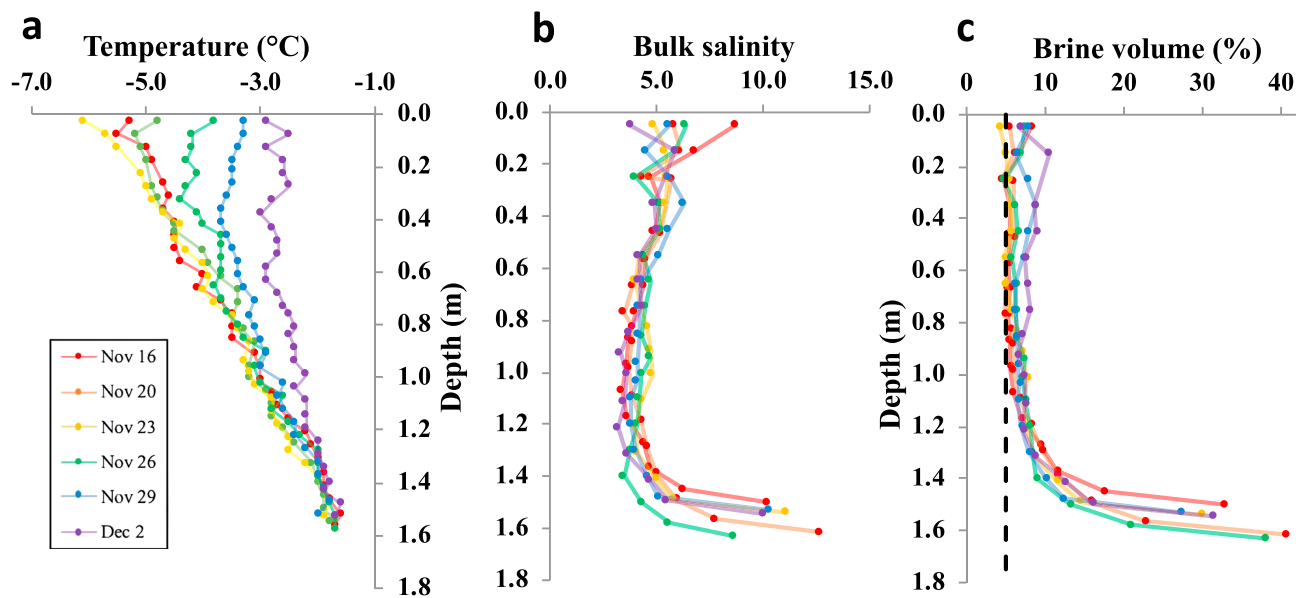 a
Temperature (°C)
-7.0 -5.0 -3.0 -1.0
0.0
0.2
0.4
0.6
0.8
1.0
1.2
1.4
1.6
1.8
Depth (m)
Nov 16
Nov 20
Nov 23
Nov 26
Nov 29
Dec 2
b
Bulk salinity
0.0 5.0 10.0 15.0
0.0
0.2
0.4
0.6
0.8
1.0
1.2
1.4
1.6
1.8
c
Brine volume (%)
0 10 20 30 40
0.0
0.2
0.4
0.6
0.8
1.0
1.2
1.4
1.6
1.8
Depth (m)